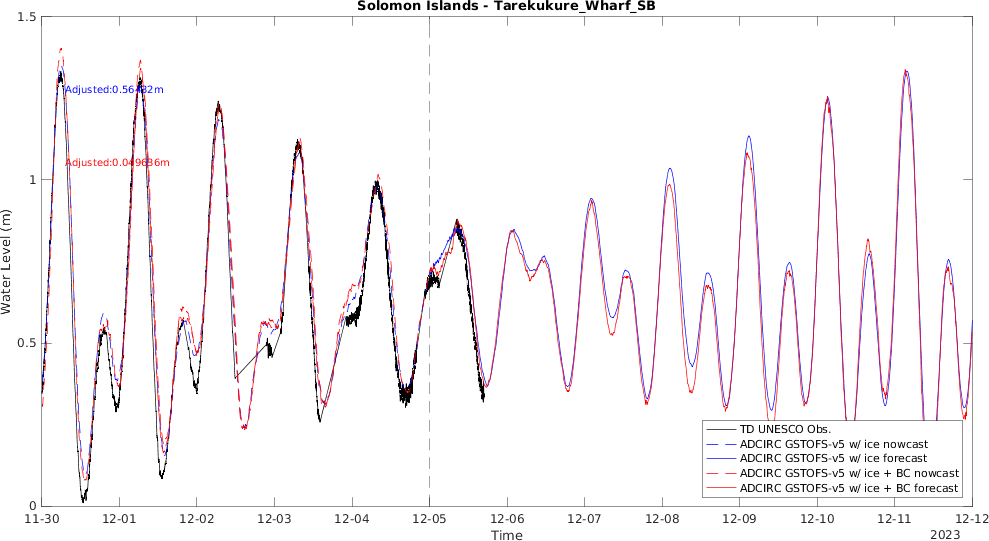 Solomon Islands - Tarekukure_Wharf_SB
1.5
1
0.5
0
Water Level (m)
Adjusted:0.56482m
Adjusted:0.049636m
TD UNESCO Obs.
ADCIRC GSTOFS-v5 w/ ice nowcast
ADCIRC GSTOFS-v5 w/ ice forecast
ADCIRC GSTOFS-v5 w/ ice + BC nowcast
ADCIRC GSTOFS-v5 w/ ice + BC forecast
11-30 12-01 12-02 12-03 12-04 12-05 12-06 12-07 12-08 12-09 12-10 12-11 12-12
Time
2023